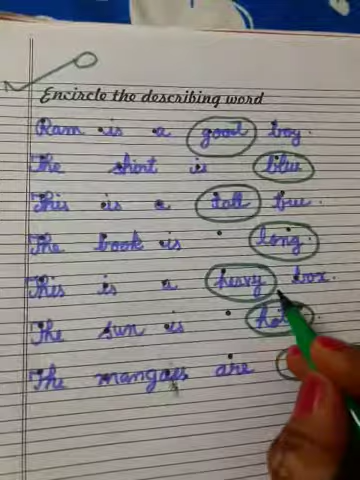 Encircle the describing word
Ram is a good boy.
The shirt is blue
This is a tall tree.
The book is long.
This is a heavy box.
The sun is hot.
The mangoes are